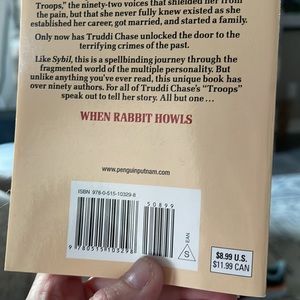 Troops," the ninety-two voices that shielded her from
the pain, but that she never fully knew existed as she
established her career, got married, and started a family.
Only now has Truddi Chase unlocked the door to the
terrifying crimes of the past.
Like Sybil, this is a spellbinding journey through the
fragmented world of the multiple personality. But
unlike anything you've ever read, this unique book has
over ninety authors. For all of Truddi Chase's "Troops"
speak out to tell her story. All but one ...
WHEN RABBIT HOWLS
www.penguinputnam.com
ISBN 978-0-515-10329-8
50899
9 780515 103298
S
EAN
$8.99 U.S.
$11.99 CAN